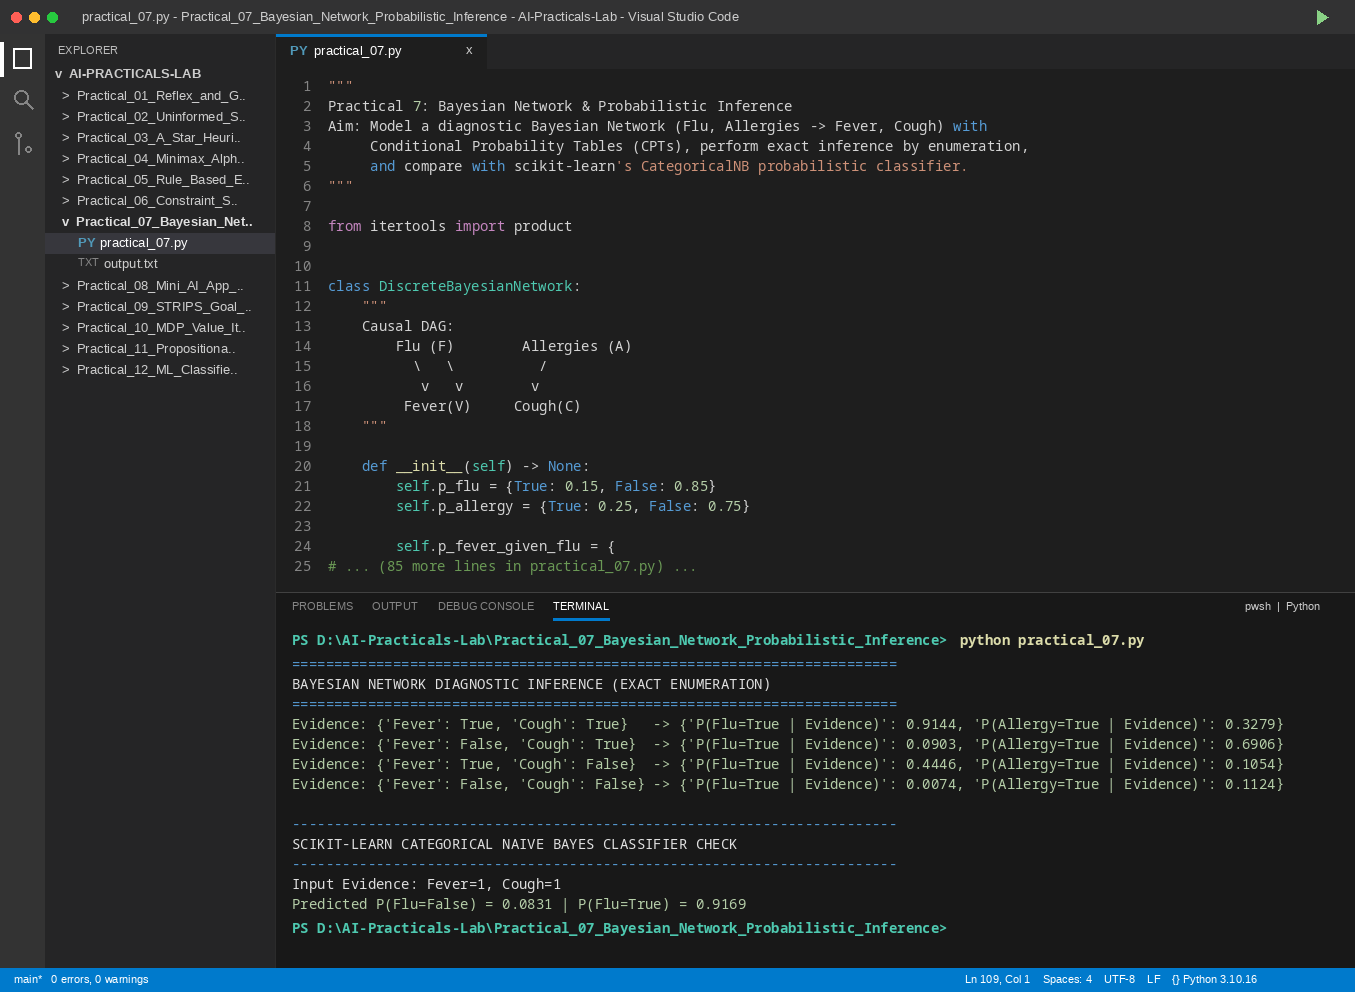 practical_07.py - Practical_07_Bayesian_Network_Probabilistic_Inference - AI-Practicals-Lab - Visual Studio Code
EXPLORER
v AI-PRACTICALS-LAB
> Practical_01_Reflex_and_G..
> Practical_02_Uninformed_S..
> Practical_03_A_Star_Heuri..
> Practical_04_Minimax_Alph..
> Practical_05_Rule_Based_E..
> Practical_06_Constraint_S..
v Practical_07_Bayesian_Net..
PY practical_07.py
TXT output.txt
> Practical_08_Mini_AI_App_..
> Practical_09_STRIPS_Goal_..
> Practical_10_MDP_Value_It..
> Practical_11_Propositiona..
> Practical_12_ML_Classifie..
PY practical_07.py x
1 """
2 Practical 7: Bayesian Network & Probabilistic Inference
3 Aim: Model a diagnostic Bayesian Network (Flu, Allergies -> Fever, Cough) with
4      Conditional Probability Tables (CPTs), perform exact inference by enumeration,
5      and compare with scikit-learn's CategoricalNB probabilistic classifier.
6 """
7
8 from itertools import product
9
10
11 class DiscreteBayesianNetwork:
12     """
13     Causal DAG:
14         Flu (F)        Allergies (A)
15           \   \          /
16            v   v        v
17          Fever(V)     Cough(C)
18     """
19
20     def __init__(self) -> None:
21         self.p_flu = {True: 0.15, False: 0.85}
22         self.p_allergy = {True: 0.25, False: 0.75}
23
24         self.p_fever_given_flu = {
25 # ... (85 more lines in practical_07.py) ...
PROBLEMS OUTPUT DEBUG CONSOLE TERMINAL pwsh | Python
PS D:\AI-Practicals-Lab\Practical_07_Bayesian_Network_Probabilistic_Inference> python practical_07.py
========================================================================
BAYESIAN NETWORK DIAGNOSTIC INFERENCE (EXACT ENUMERATION)
========================================================================
Evidence: {'Fever': True, 'Cough': True}   -> {'P(Flu=True | Evidence)': 0.9144, 'P(Allergy=True | Evidence)': 0.3279}
Evidence: {'Fever': False, 'Cough': True}  -> {'P(Flu=True | Evidence)': 0.0903, 'P(Allergy=True | Evidence)': 0.6906}
Evidence: {'Fever': True, 'Cough': False}  -> {'P(Flu=True | Evidence)': 0.4446, 'P(Allergy=True | Evidence)': 0.1054}
Evidence: {'Fever': False, 'Cough': False} -> {'P(Flu=True | Evidence)': 0.0074, 'P(Allergy=True | Evidence)': 0.1124}
------------------------------------------------------------------------
SCIKIT-LEARN CATEGORICAL NAIVE BAYES CLASSIFIER CHECK
------------------------------------------------------------------------
Input Evidence: Fever=1, Cough=1
Predicted P(Flu=False) = 0.0831 | P(Flu=True) = 0.9169
PS D:\AI-Practicals-Lab\Practical_07_Bayesian_Network_Probabilistic_Inference>
main* 0 errors, 0 warnings Ln 109, Col 1 Spaces: 4 UTF-8 LF {} Python 3.10.16